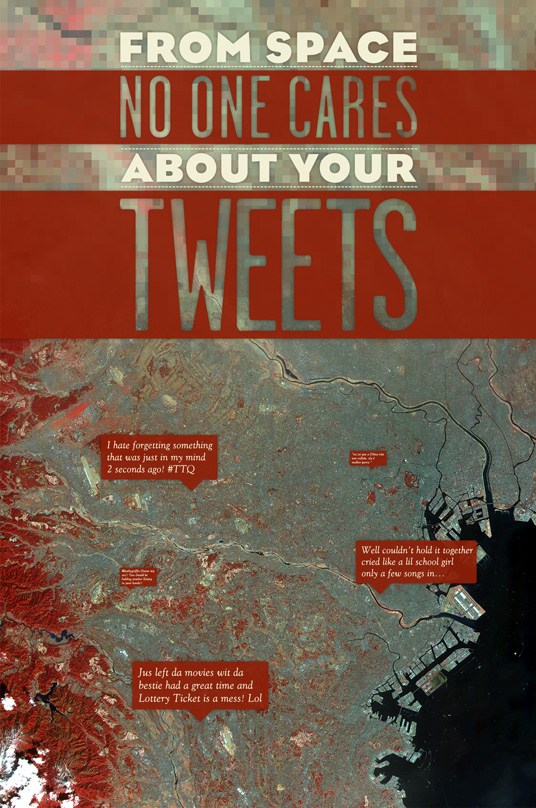 FROM SPACE
NO ONE CARES
ABOUT YOUR
TWEETS
I hate forgetting something
that was just in my mind
2 seconds ago! #TTQ
Well couldn't hold it together
cried like a lil school girl
only a few songs in...
Jus left da movies wit da
bestie had a great time and
Lottery Ticket is a mess! Lol